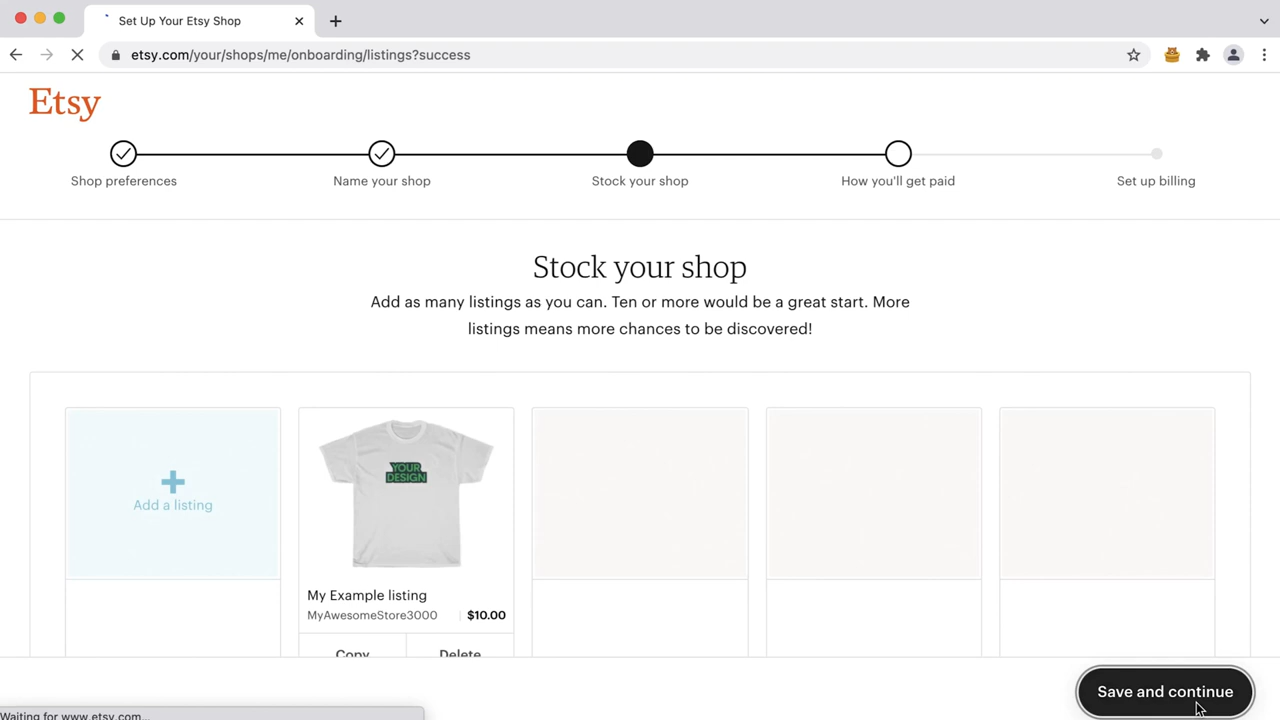 Set Up Your Etsy Shop
etsy.com/your/shops/me/onboarding/listings?success
Etsy
Shop preferences
Name your shop
Stock your shop
How you'll get paid
Set up billing
Stock your shop
Add as many listings as you can. Ten or more would be a great start. More
listings means more chances to be discovered!
Add a listing
YOUR
DESIGN
My Example listing
MyAwesomeStore3000 $10.00
Copy Delete
Save and continue
Waiting for www.etsy.com...